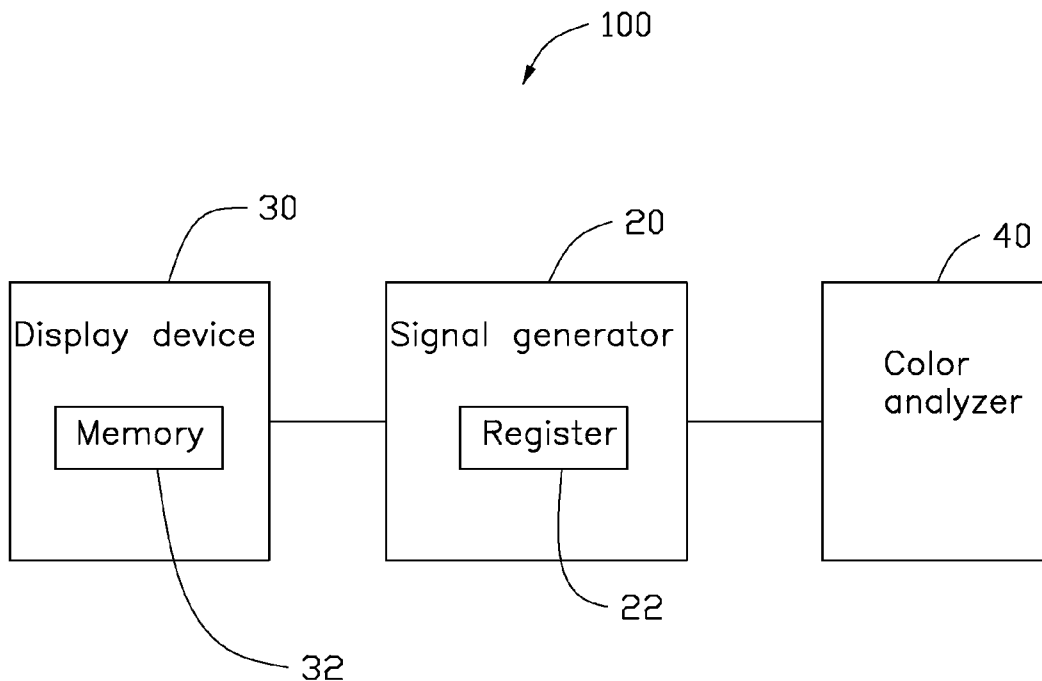 100
30
20
40
Display device
Signal generator
Color
analyzer
Memory
Register
22
32